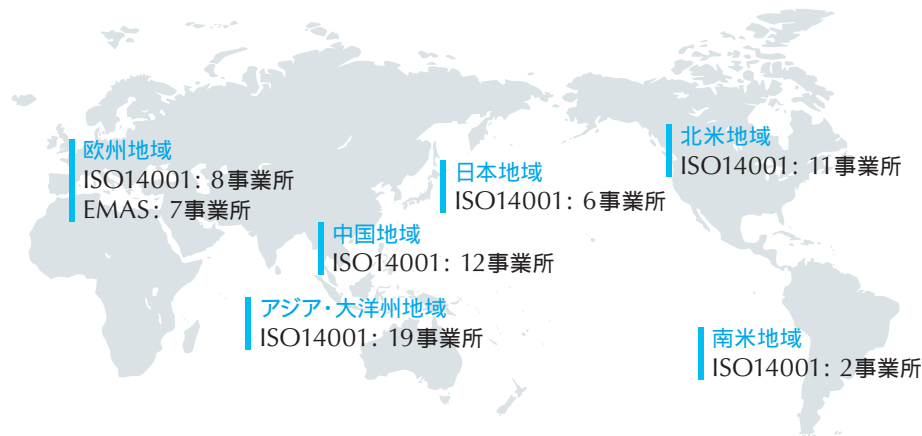 欧州地域
ISO14001: 8事業所
EMAS: 7事業所
日本地域
ISO14001: 6事業所
北米地域
ISO14001: 11事業所
中国地域
ISO14001: 12事業所
アジア・大洋州地域
ISO14001: 19事業所
南米地域
ISO14001: 2事業所